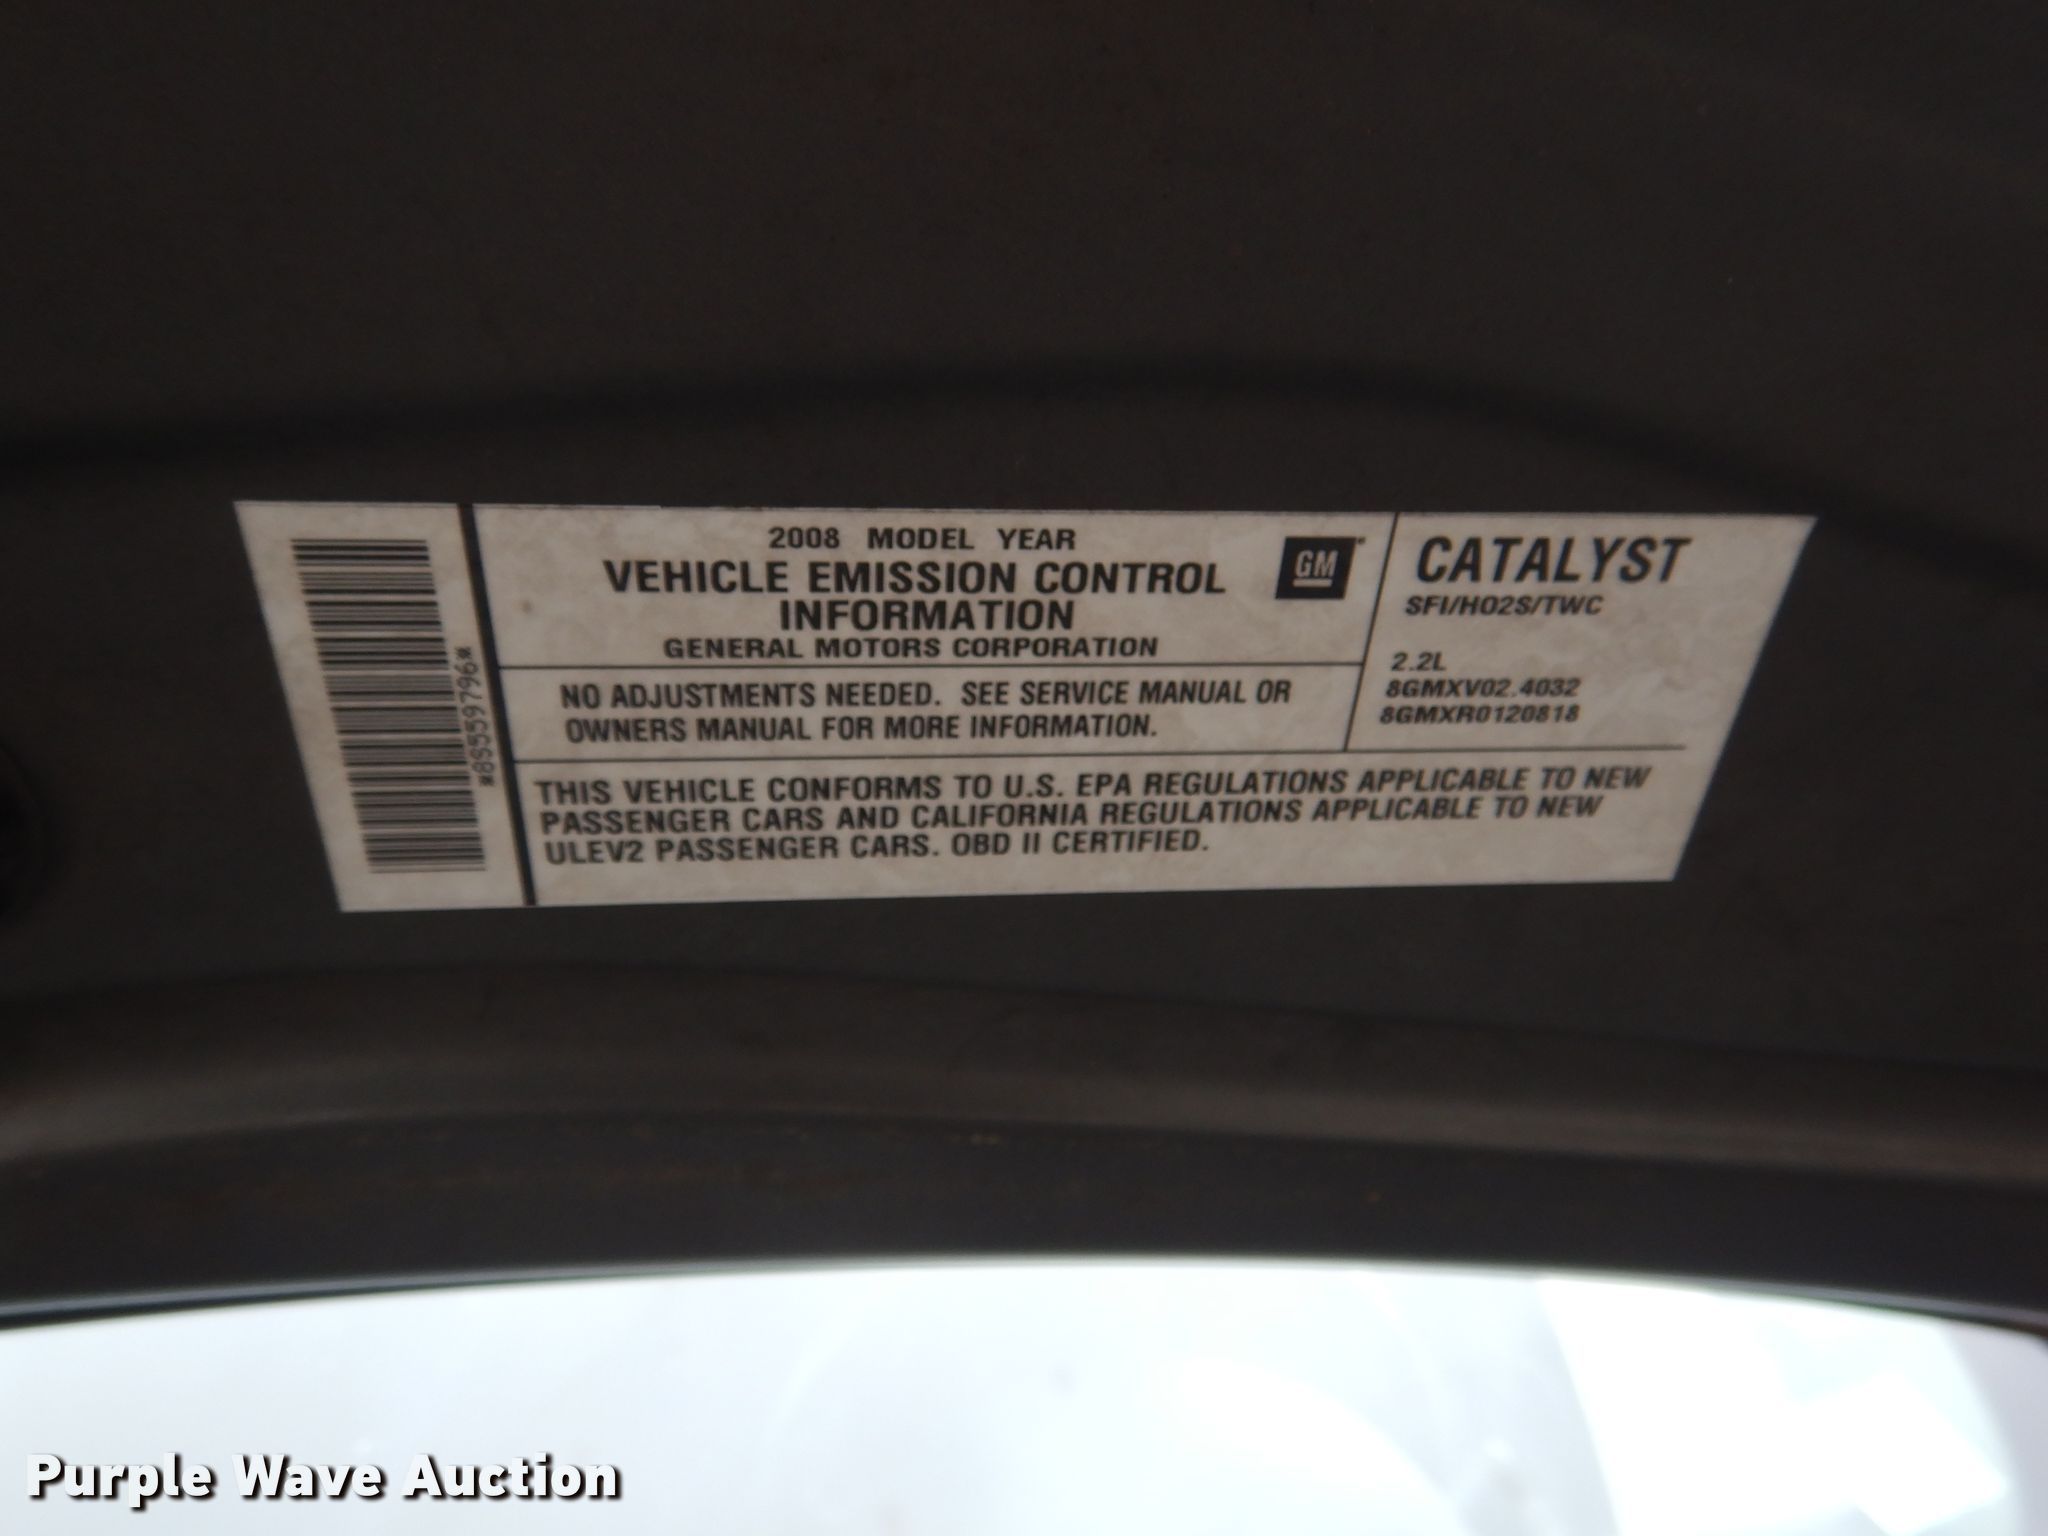 2008 MODEL YEAR
VEHICLE EMISSION CONTROL
INFORMATION
GENERAL MOTORS CORPORATION
GM
CATALYST
SFI/HO2S/TWC
2.2L
8GMXV02.4032
8GMXR0120818
NO ADJUSTMENTS NEEDED. SEE SERVICE MANUAL OR
OWNERS MANUAL FOR MORE INFORMATION.
THIS VEHICLE CONFORMS TO U.S. EPA REGULATIONS APPLICABLE TO NEW
PASSENGER CARS AND CALIFORNIA REGULATIONS APPLICABLE TO NEW
ULEV2 PASSENGER CARS. OBD II CERTIFIED.
*88559796*
Purple Wave Auction